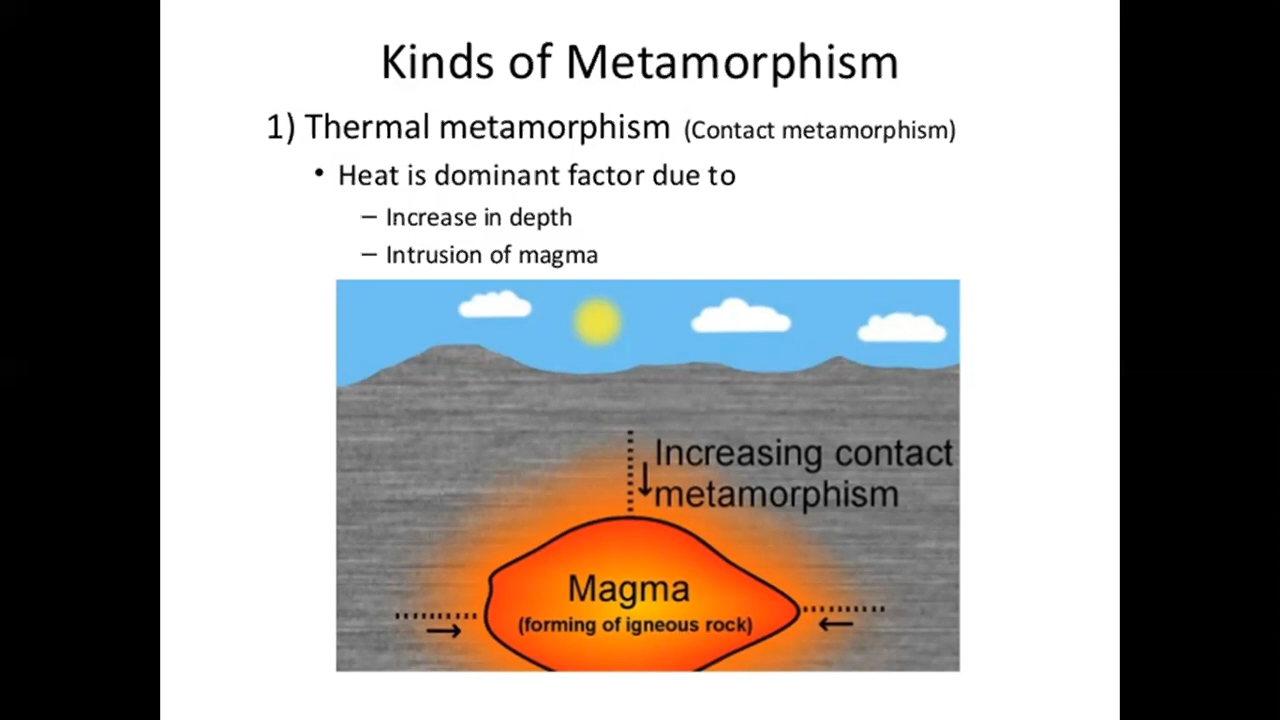 Kinds of Metamorphism
1) Thermal metamorphism (Contact metamorphism)
• Heat is dominant factor due to
– Increase in depth
– Intrusion of magma
Increasing contact
metamorphism
Magma
(forming of igneous rock)